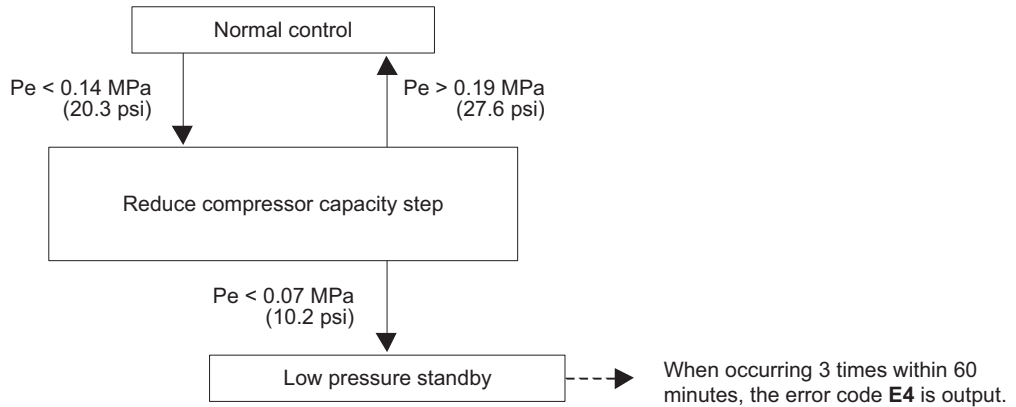 Normal control
Pe < 0.14 MPa
(20.3 psi)
Pe > 0.19 MPa
(27.6 psi)
Reduce compressor capacity step
Pe < 0.07 MPa
(10.2 psi)
Low pressure standby
When occurring 3 times within 60
minutes, the error code E4 is output.